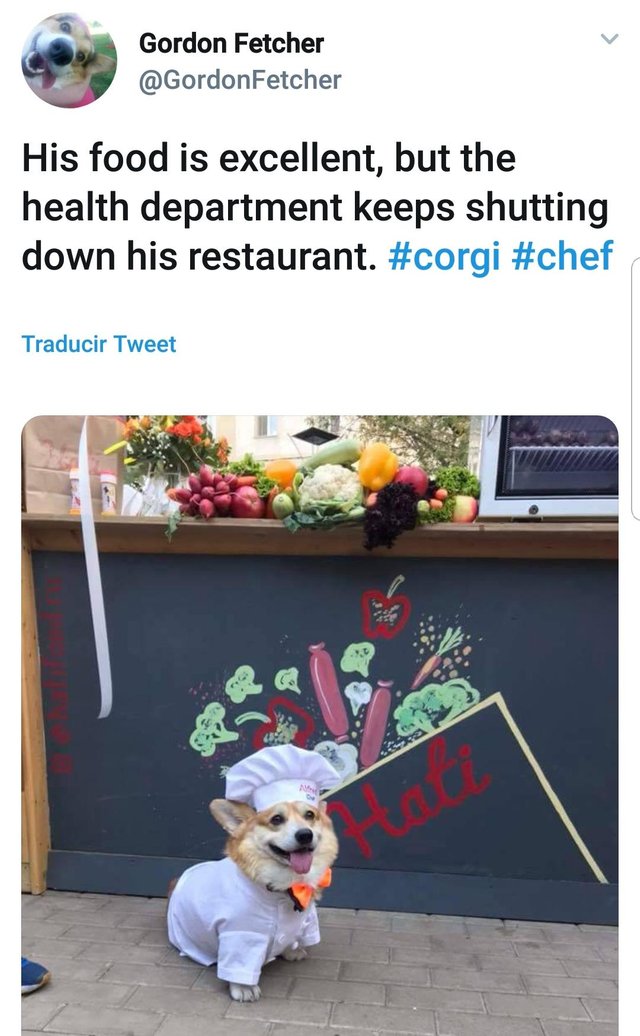 Gordon Fetcher
@GordonFetcher
His food is excellent, but the
health department keeps shutting
down his restaurant. #corgi #chef
Traducir Tweet
Hati